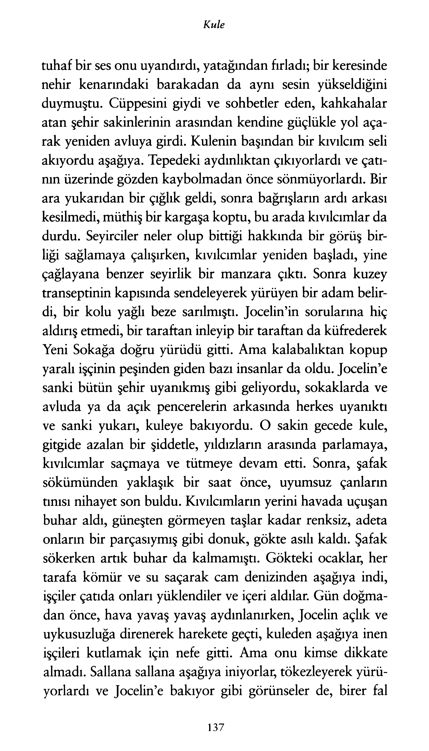 Kule
tuhaf bir ses onu uyandırdı, yatağından fırladı; bir keresinde
nehir kenarındaki barakadan da aynı sesin yükseldiğini
duymuştu. Cüppesini giydi ve sohbetler eden, kahkahalar
atan şehir sakinlerinin arasından kendine güçlükle yol aça-
rak yeniden avluya girdi. Kulenin başından bir kıvılcım seli
akıyordu aşağıya. Tepedeki aydınlıktan çıkıyorlardı ve çatı-
nın üzerinde gözden kaybolmadan önce sönmüyorlardı. Bir
ara yukarıdan bir çığlık geldi, sonra bağrışların ardı arkası
kesilmedi, müthiş bir kargaşa koptu, bu arada kıvılcımlar da
durdu. Seyirciler neler olup bittiği hakkında bir görüş bir-
liği sağlamaya çalışırken, kıvılcımlar yeniden başladı, yine
çağlayana benzer seyirlik bir manzara çıktı. Sonra kuzey
transeptinin kapısında sendeleyerek yürüyen bir adam belir-
di, bir kolu yağlı beze sarılmıştı. Jocelin'in sorularına hiç
aldırış etmedi, bir taraftan inleyip bir taraftan da küfrederek
Yeni Sokağa doğru yürüdü gitti. Ama kalabalıktan kopup
yaralı işçinin peşinden giden bazı insanlar da oldu. Jocelin'e
sanki bütün şehir uyanıkmış gibi geliyordu, sokaklarda ve
avluda ya da açık pencerelerin arkasında herkes uyanıktı
ve sanki yukarı, kuleye bakıyordu. O sakin gecede kule,
gitgide azalan bir şiddetle, yıldızların arasında parlamaya,
kıvılcımlar saçmaya ve tütmeye devam etti. Sonra, şafak
sökümünden yaklaşık bir saat önce, uyumsuz çanların
tınısı nihayet son buldu. Kıvılcımların yerini havada uçuşan
buhar aldı, güneşten görmeyen taşlar kadar renksiz, adeta
onların bir parçasıymış gibi donuk, gökte asılı kaldı. Şafak
sökerken artık buhar da kalmamıştı. Gökteki ocaklar, her
tarafa kömür ve su saçarak cam denizinden aşağıya indi,
işçiler çatıda onları yüklendiler ve içeri aldılar. Gün doğma-
dan önce, hava yavaş yavaş aydınlanırken, Jocelin açlık ve
uykusuzluğa direnerek harekete geçti, kuleden aşağıya inen
işçileri kutlamak için nefe gitti. Ama onu kimse dikkate
almadı. Sallana sallana aşağıya iniyorlar, tökezleyerek yürü-
yorlardı ve Jocelin'e bakıyor gibi görünseler de, birer fal
137